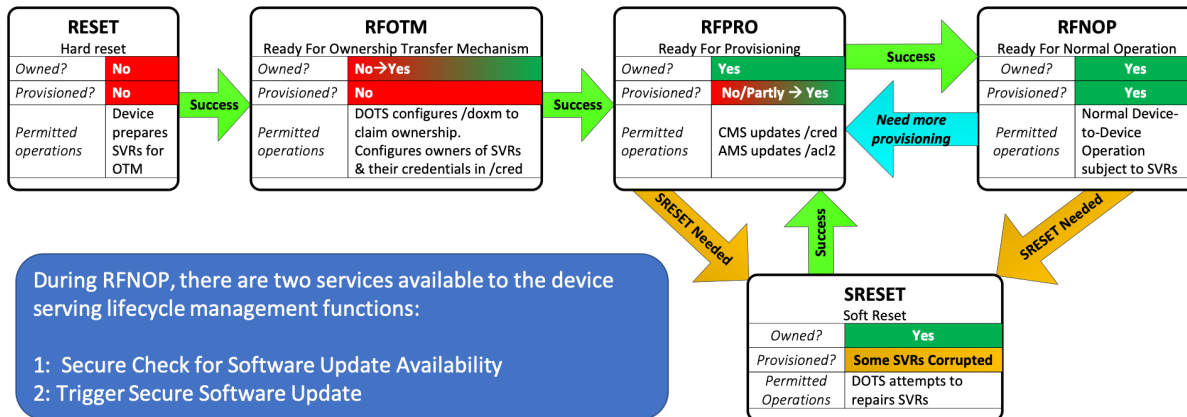 RESET
Hard reset
Owned?
No
Provisioned?
No
Permitted
operations
Device
prepares
SVRs for
OTM
Success
RFOTM
Ready For Ownership Transfer Mechanism
Owned?
No→Yes
Provisioned?
No
Permitted
operations
DOTS configures /doxm to
claim ownership.
Configures owners of SVRs
& their credentials in /cred
Success
RFPRO
Ready For Provisioning
Owned?
Yes
Provisioned?
No/Partly → Yes
Permitted
operations
CMS updates /cred
AMS updates /acl2
Success
Need more
provisioning
RFNOP
Ready For Normal Operation
Owned?
Yes
Provisioned?
Yes
Permitted
operations
Normal Device-
to-Device
Operation
subject to SVRs
SRESET Needed
Success
SRESET Needed
SRESET
Soft Reset
Owned?
Yes
Provisioned?
Some SVRs Corrupted
Permitted
Operations
DOTS attempts to
repairs SVRs
During RFNOP, there are two services available to the device
serving lifecycle management functions:
1: Secure Check for Software Update Availability
2: Trigger Secure Software Update